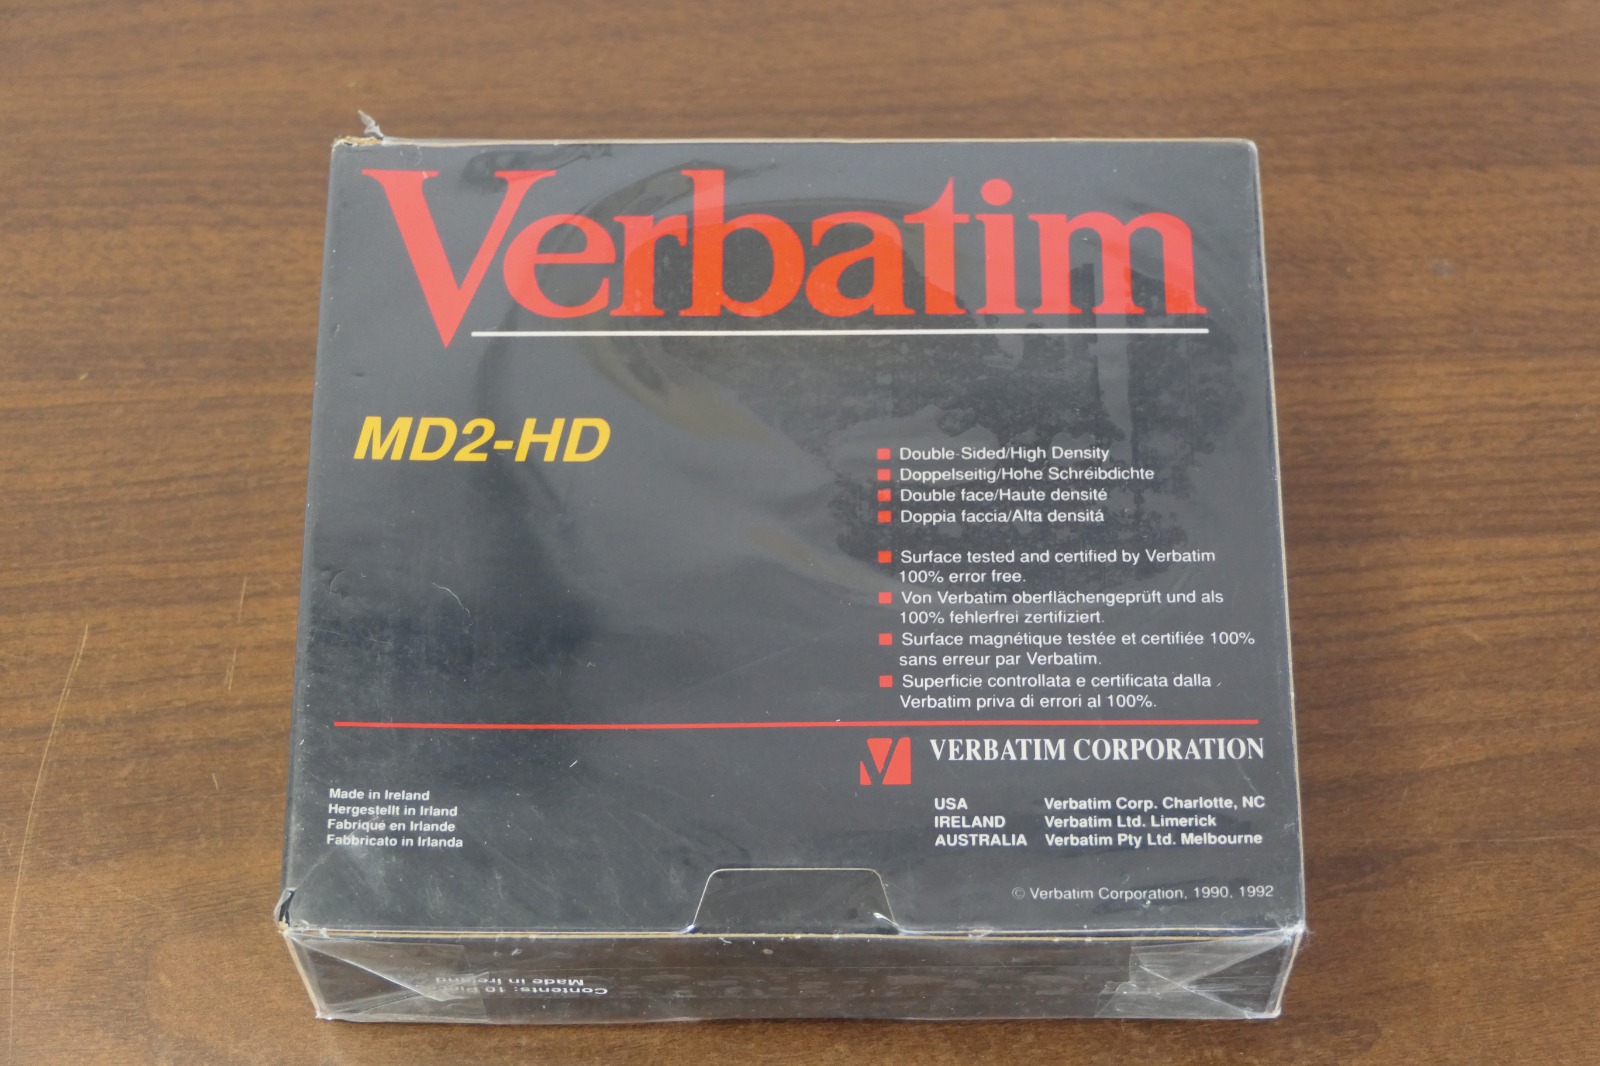 Verbatim
MD2-HD
Double-Sided/High Density
Doppelseitig/Hohe Schreibdichte
Double face/Haute densité
Doppia faccia/Alta densitá
Surface tested and certified by Verbatim
100% error free.
Von Verbatim oberflächengeprüft und als
100% fehlerfrei zertifiziert.
Surface magnétique testée et certifiée 100%
sans erreur par Verbatim.
Superficie controllata e certificata dalla
Verbatim priva di errori al 100%.
VERBATIM CORPORATION
Made in Ireland
Hergestellt in Irland
Fabriqué en Irlande
Fabbricato in Irlanda
USA Verbatim Corp. Charlotte, NC
IRELAND Verbatim Ltd. Limerick
AUSTRALIA Verbatim Pty Ltd. Melbourne
© Verbatim Corporation, 1990, 1992
Contents: 10
Made in Ireland